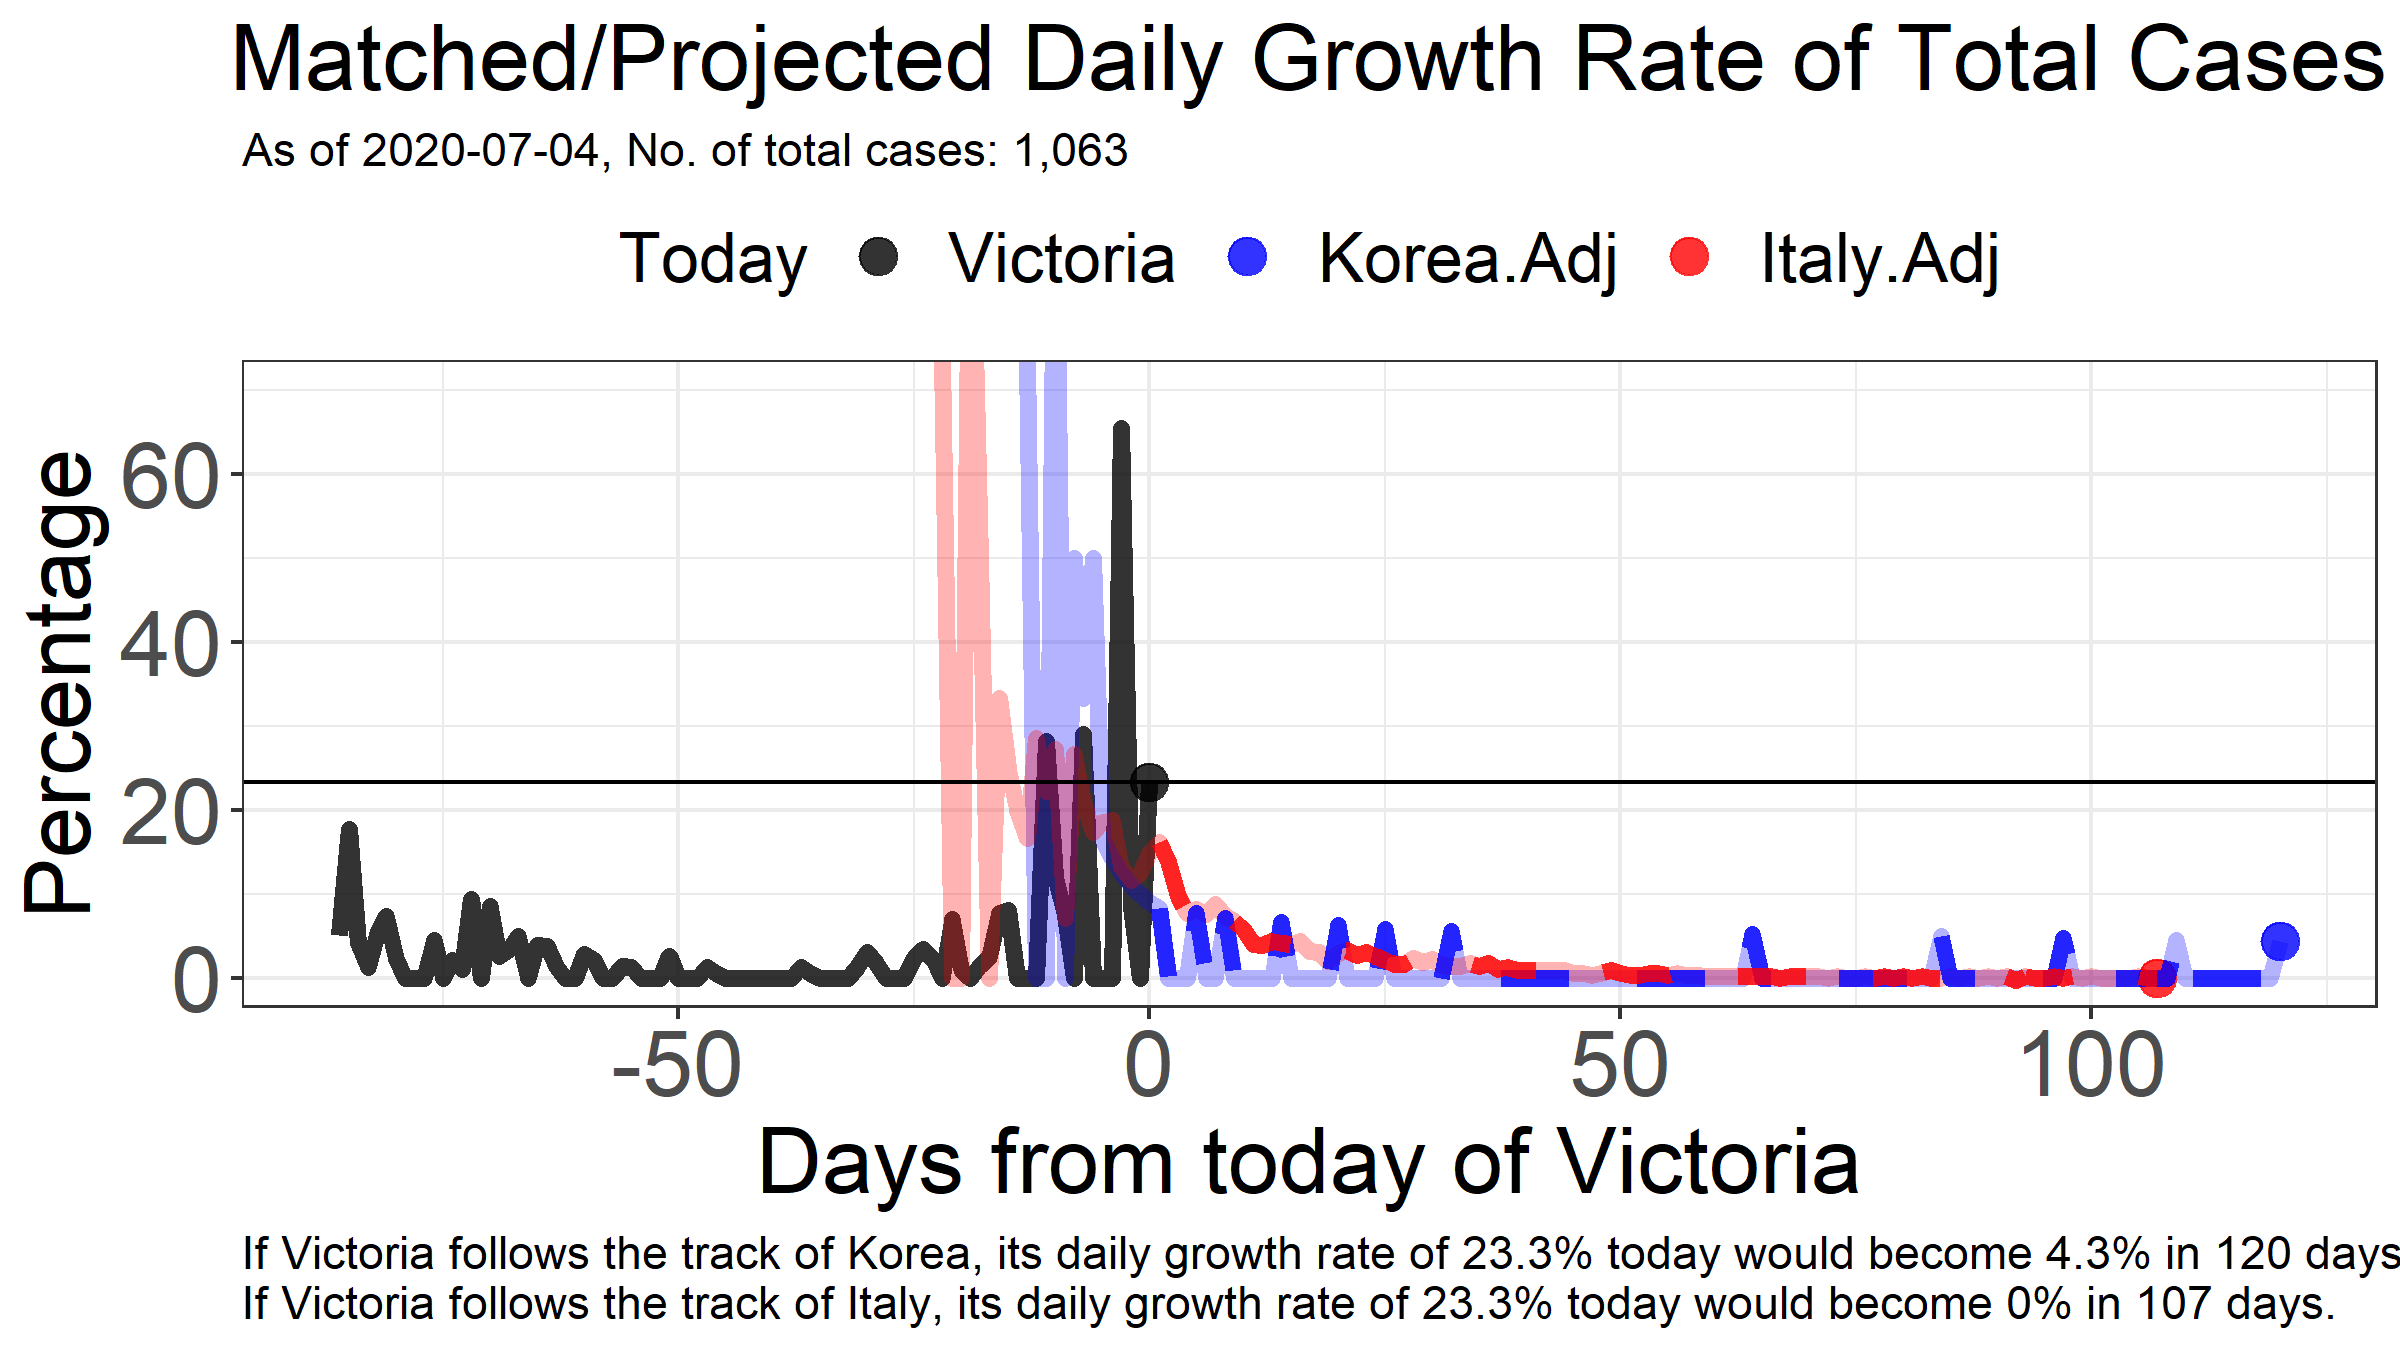 Matched/Projected Daily Growth Rate of Total Cases
As of 2020-07-04, No. of total cases: 1,063
Today Victoria Korea.Adj Italy.Adj
Percentage
60
40
20
0
-50 0 50 100
Days from today of Victoria
If Victoria follows the track of Korea, its daily growth rate of 23.3% today would become 4.3% in 120 days
If Victoria follows the track of Italy, its daily growth rate of 23.3% today would become 0% in 107 days.